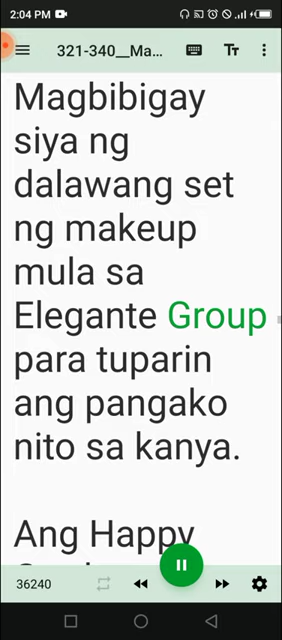 2:04 PM
321-340__Ma...
Magbibigay
siya ng
dalawang set
ng makeup
mula sa
Elegante Group
para tuparin
ang pangako
nito sa kanya.
Ang Happy
36240